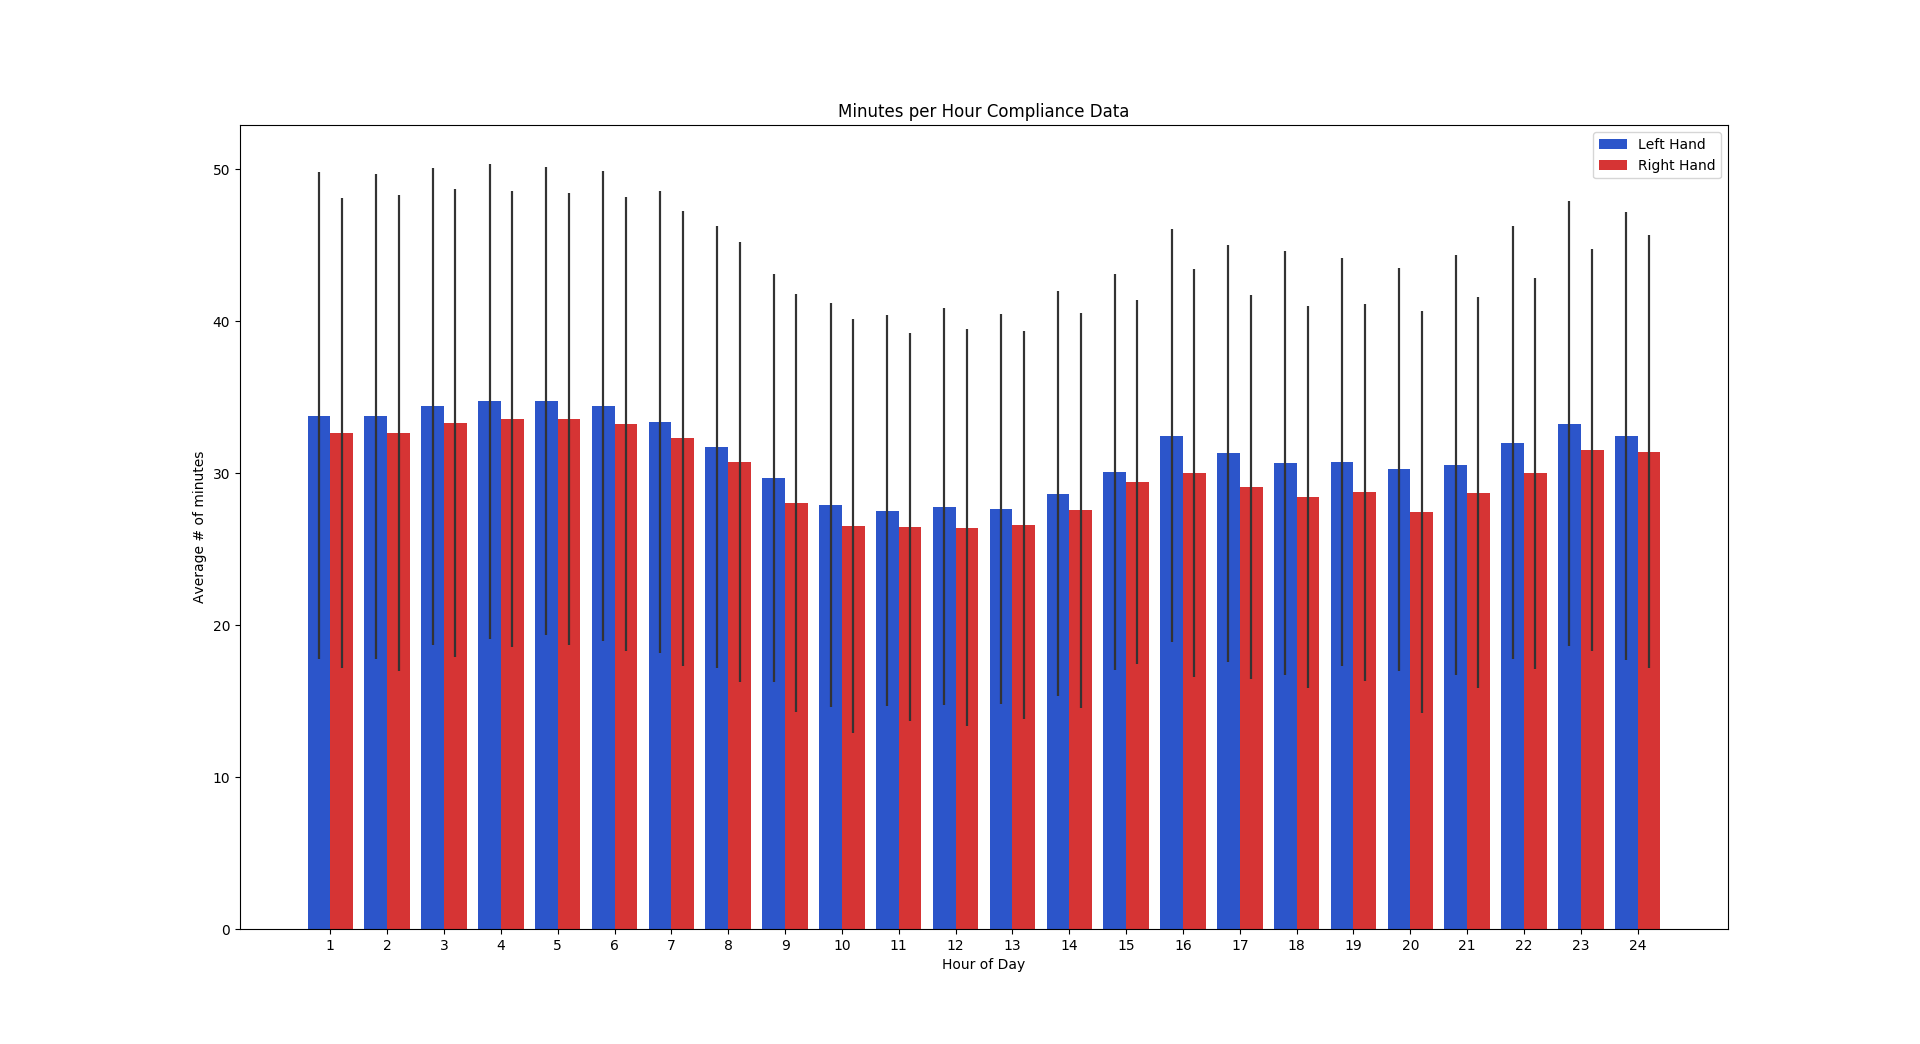 Minutes per Hour Compliance Data
Left Hand
Right Hand
50
40
30
20
10
0
Average # of minutes
1 2 3 4 5 6 7 8 9 10 11 12 13 14 15 16 17 18 19 20 21 22 23 24
Hour of Day